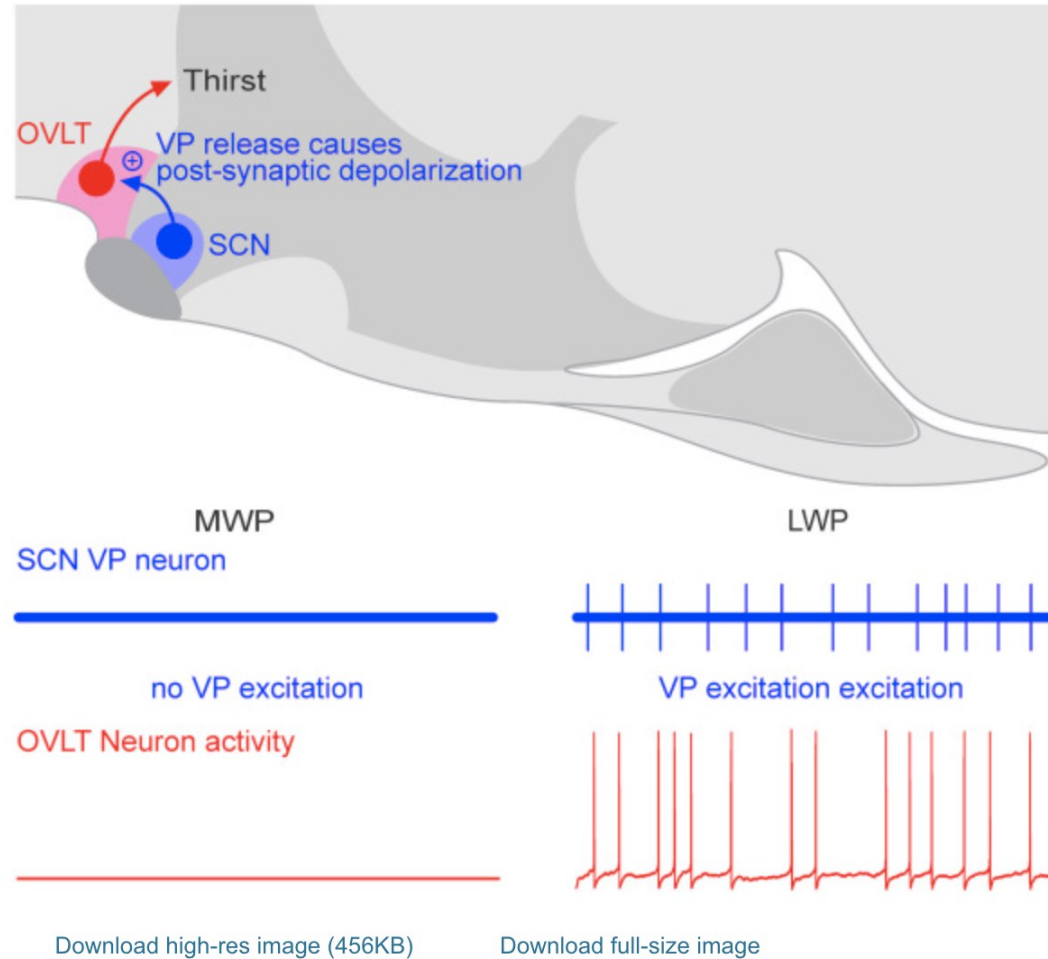 Thirst
OVLT
VP release causes
post-synaptic depolarization
SCN
MWP
LWP
SCN VP neuron
no VP excitation
VP excitation excitation
OVLT Neuron activity
Download high-res image (456KB)
Download full-size image